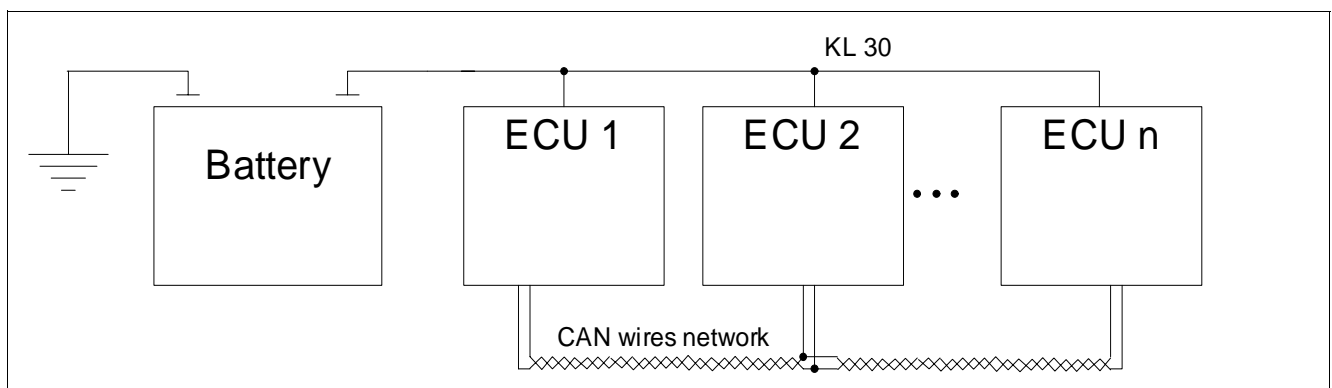 KL 30
Battery
ECU 1
ECU 2
ECU n
CAN wires network